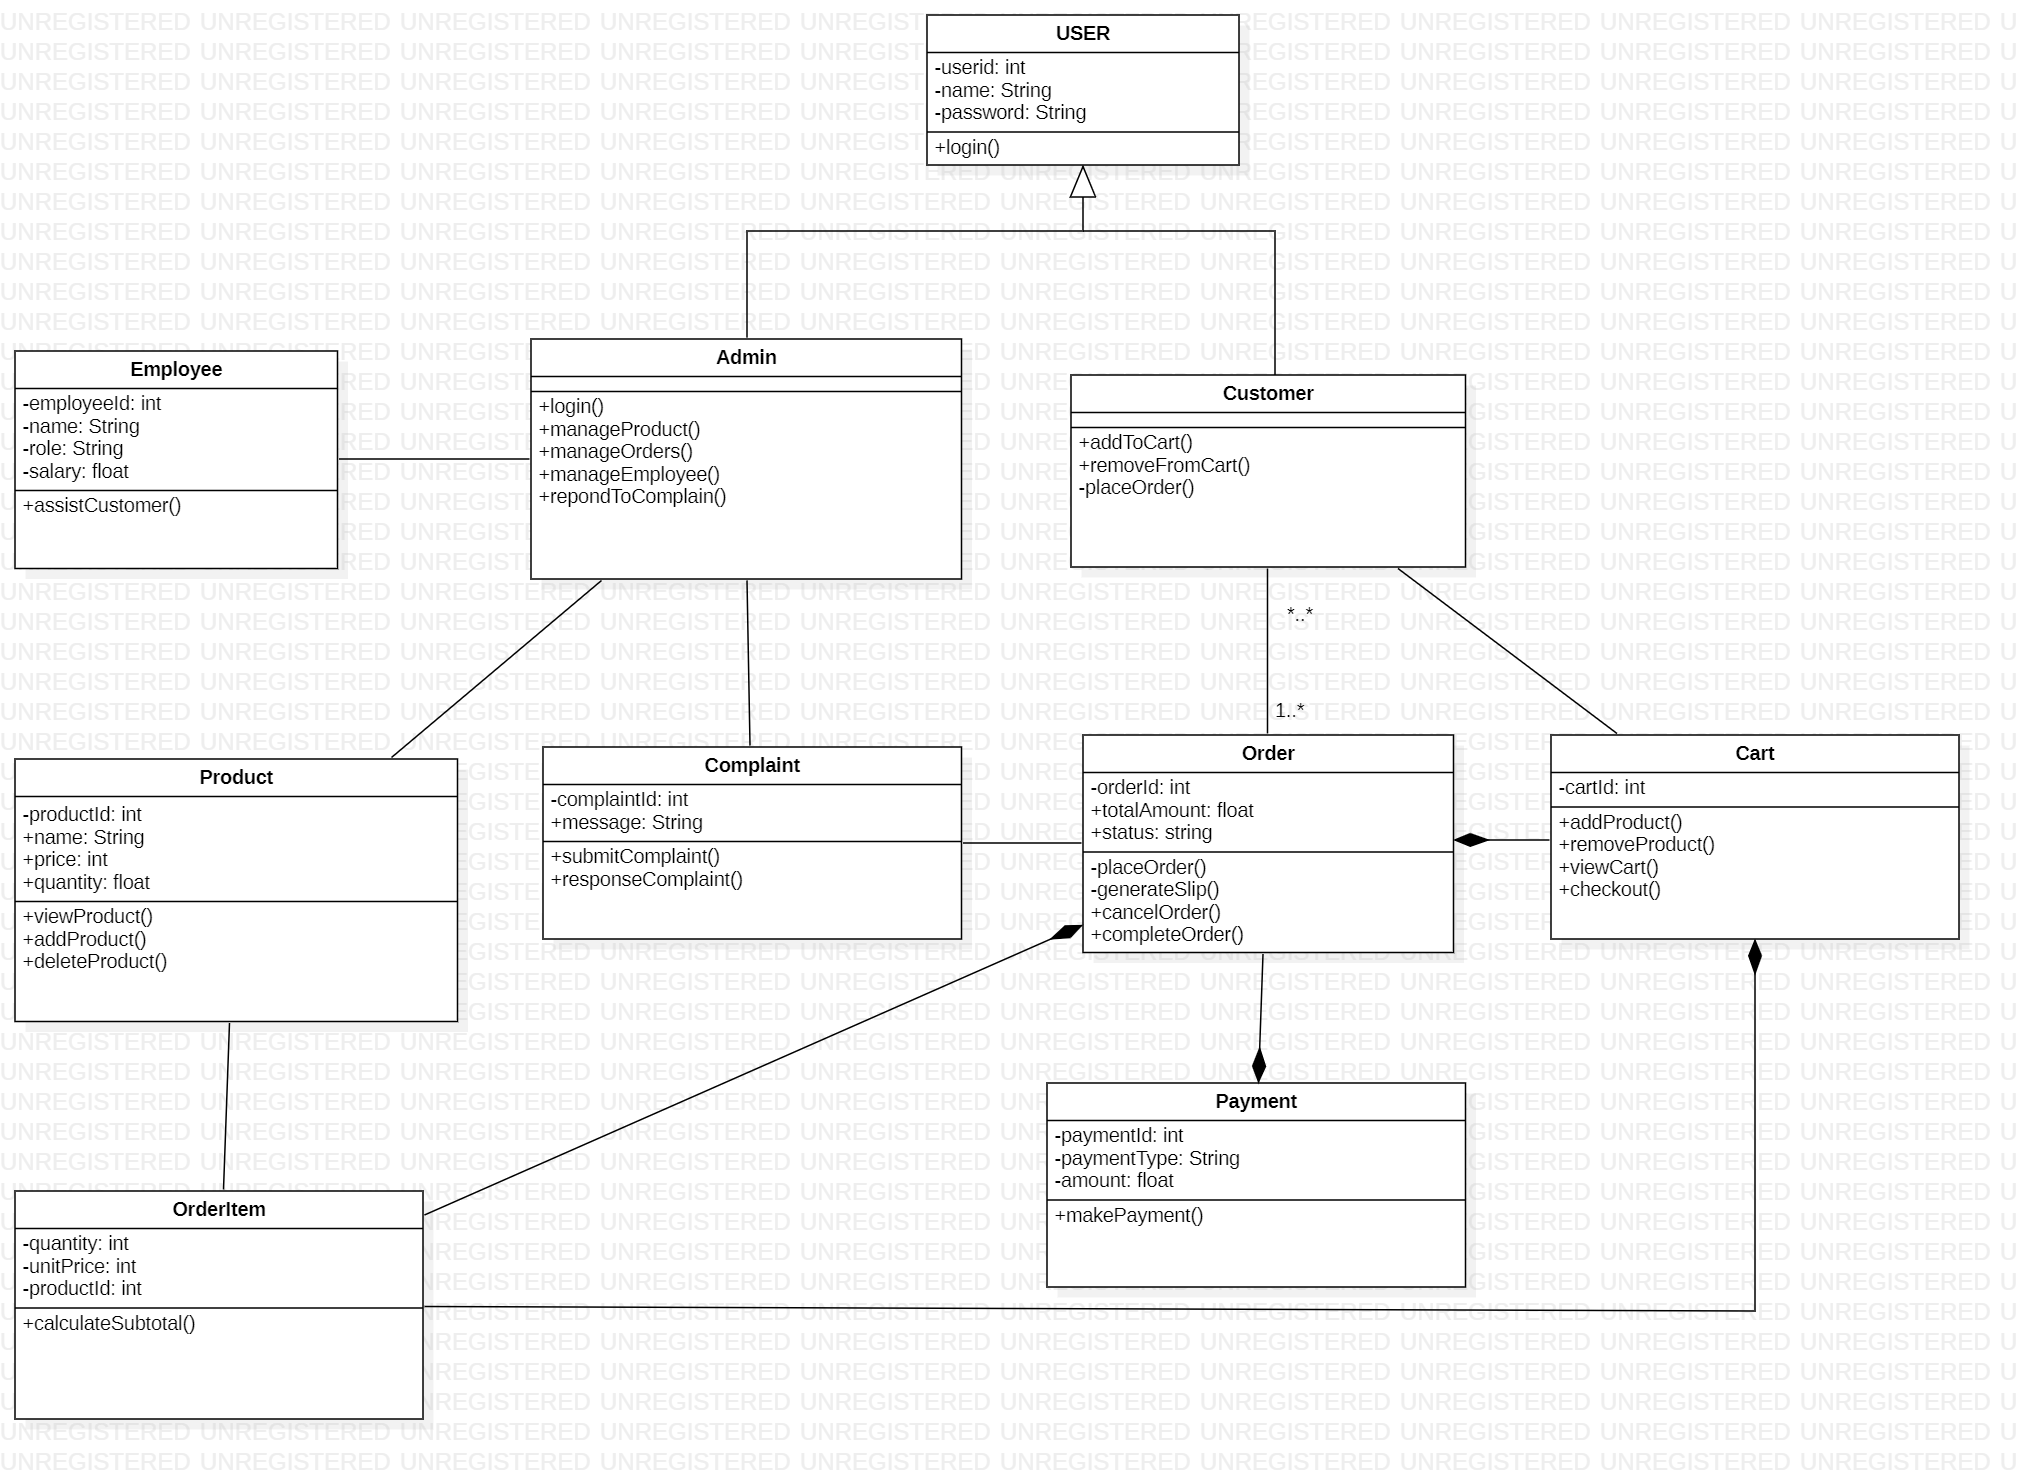 USER
-userid: int
-name: String
-password: String
+login()
Employee
-employeeId: int
-name: String
-role: String
-salary: float
+assistCustomer()
Admin
+login()
+manageProduct()
+manageOrders()
+manageEmployee()
+repondToComplain()
Customer
+addToCart()
+removeFromCart()
-placeOrder()
*..*
1..*
Product
-productId: int
+name: String
+price: int
+quantity: float
+viewProduct()
+addProduct()
+deleteProduct()
Complaint
-complaintId: int
+message: String
+submitComplaint()
+responseComplaint()
Order
-orderId: int
+totalAmount: float
+status: string
-placeOrder()
-generateSlip()
+cancelOrder()
+completeOrder()
Cart
-cartId: int
+addProduct()
+removeProduct()
+viewCart()
+checkout()
Payment
-paymentId: int
-paymentType: String
-amount: float
+makePayment()
OrderItem
-quantity: int
-unitPrice: int
-productId: int
+calculateSubtotal()
UNREGISTERED